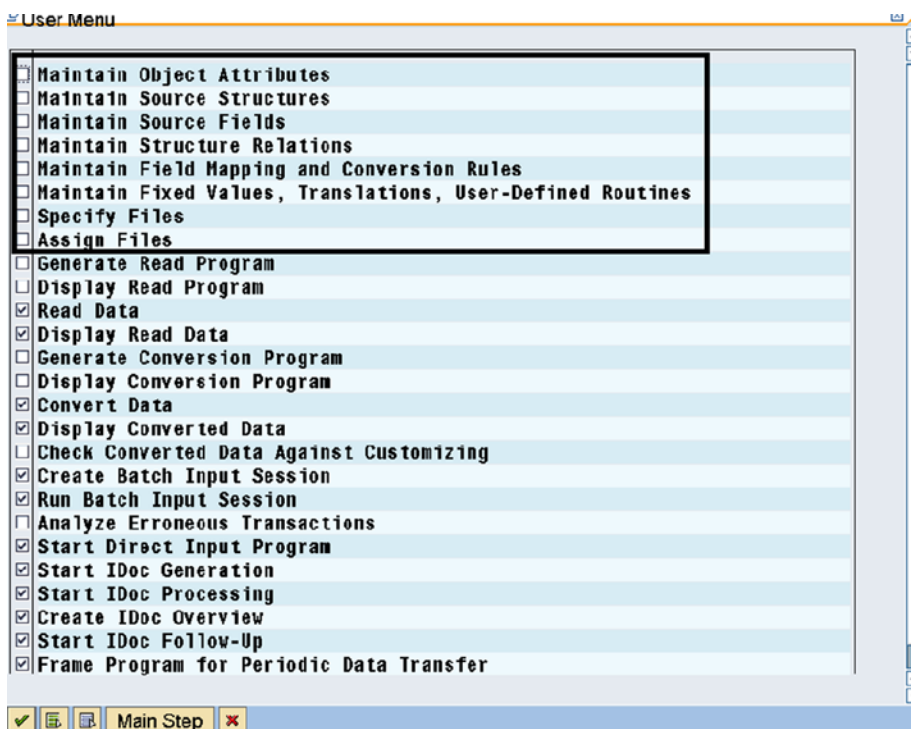 User Menu
Maintain Object Attributes
Maintain Source Structures
Maintain Source Fields
Maintain Structure Relations
Maintain Field Mapping and Conversion Rules
Maintain Fixed Values, Translations, User-Defined Routines
Specify Files
Assign Files
Generate Read Program
Display Read Program
Read Data
Display Read Data
Generate Conversion Program
Display Conversion Program
Convert Data
Display Converted Data
Check Converted Data Against Customizing
Create Batch Input Session
Run Batch Input Session
Analyze Erroneous Transactions
Start Direct Input Program
Start IDoc Generation
Start IDoc Processing
Create IDoc Overview
Start IDoc Follow-Up
Frame Program for Periodic Data Transfer
Main Step